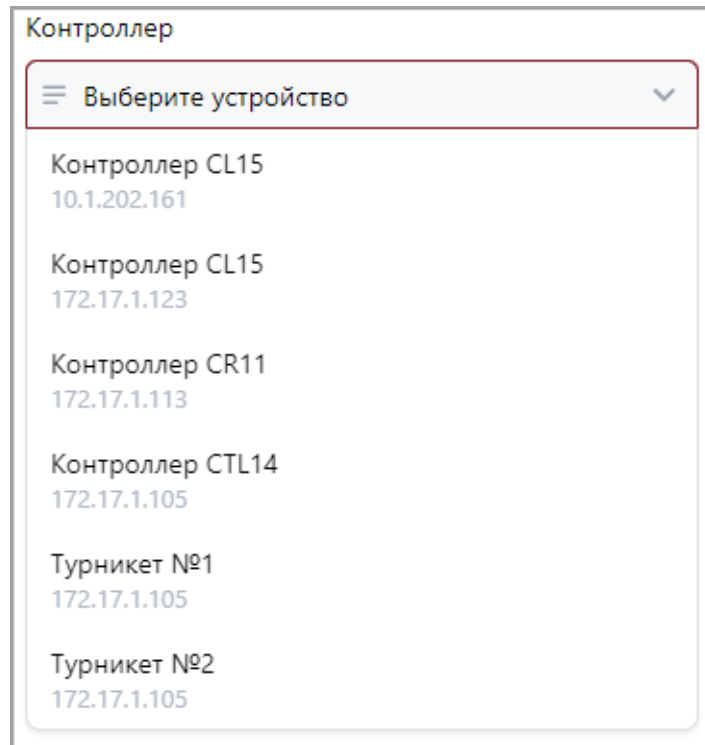 Контроллер
Выберите устройство
Контроллер CL15
10.1.202.161
Контроллер CL15
172.17.1.123
Контроллер CR11
172.17.1.113
Контроллер CTL14
172.17.1.105
Турникет №1
172.17.1.105
Турникет №2
172.17.1.105